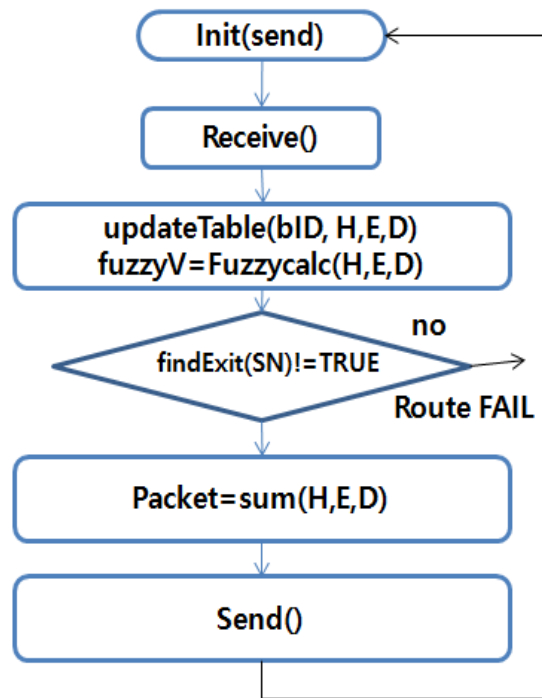 Init(send)
Receive()
updateTable(bID, H,E,D)
fuzzyV=Fuzzycalc(H,E,D)
no
findExit(SN)!=TRUE
Route FAIL
Packet=sum(H,E,D)
Send()